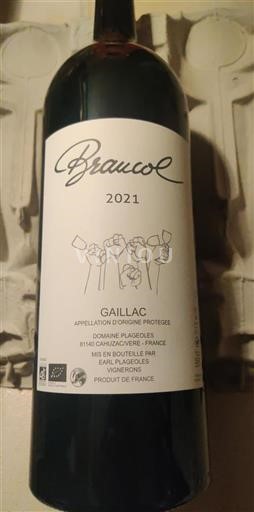 Braucol
2021
VINYOU
GAILLAC
APPELLATION D'ORIGINE PROTEGEE
DOMAINE PLAGEOLES
81140 CAHUZAC/VERE - FRANCE
MIS EN BOUTEILLE PAR
EARL PLAGEOLES
VIGNERONS
PRODUIT DE FRANCE